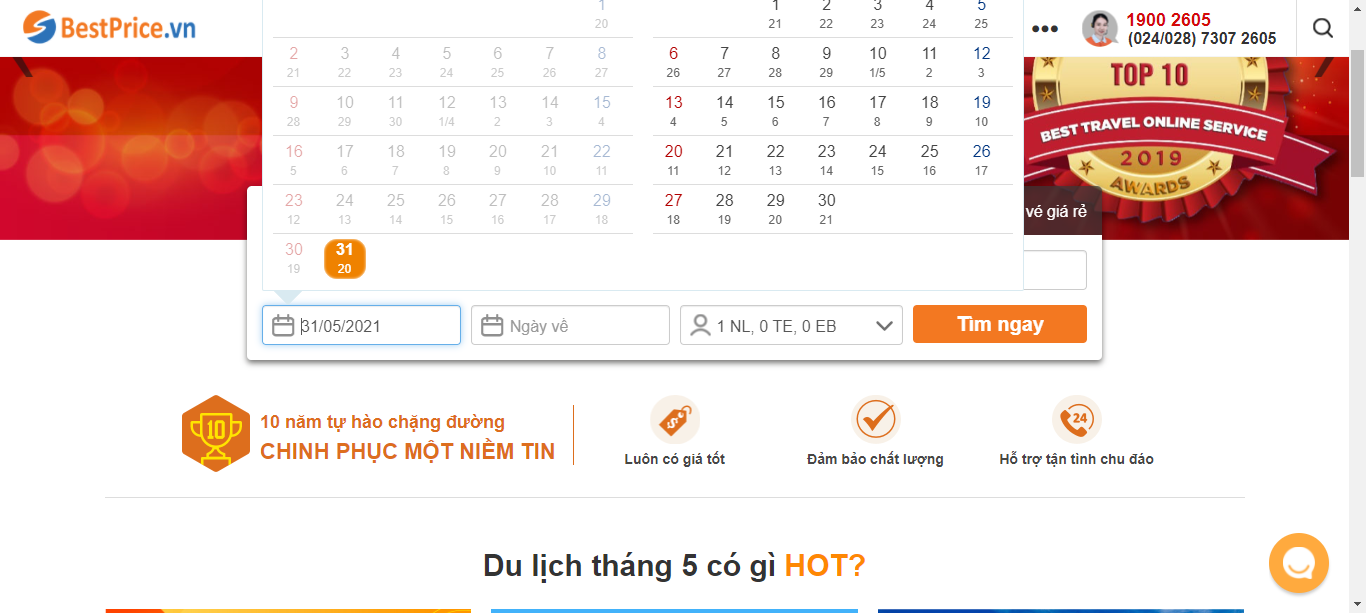 BestPrice.vn
1900 2605
(024/028) 7307 2605
1
20
2 3 4 5 6 7 8
21 22 23 24 25 26 27
9 10 11 12 13 14 15
28 29 30 1/4 2 3 4
16 17 18 19 20 21 22
5 6 7 8 9 10 11
23 24 25 26 27 28 29
12 13 14 15 16 17 18
30 31
19 20
1 2 3 4 5
21 22 23 24 25
6 7 8 9 10 11 12
26 27 28 29 1/5 2 3
13 14 15 16 17 18 19
4 5 6 7 8 9 10
20 21 22 23 24 25 26
11 12 13 14 15 16 17
27 28 29 30
18 19 20 21
TOP 10
BEST TRAVEL ONLINE SERVICE
2019
AWARDS
vé giá rẻ
31/05/2021
Ngày về
1 NL, 0 TE, 0 EB
Tìm ngay
10
10 năm tự hào chặng đường
CHINH PHỤC MỘT NIỀM TIN
$
Luôn có giá tốt
Đảm bảo chất lượng
24
Hỗ trợ tận tình chu đáo
Du lịch tháng 5 có gì HOT?